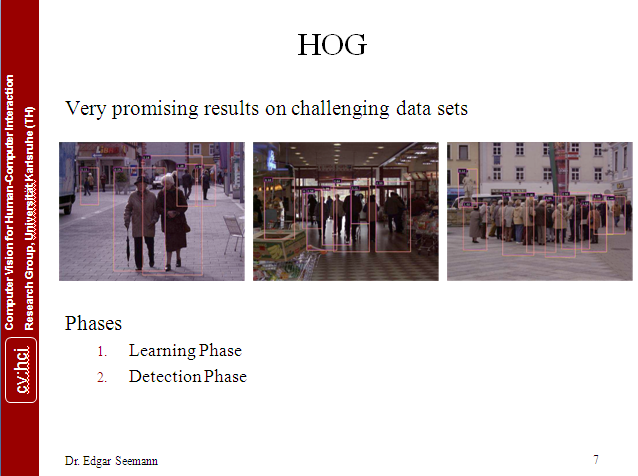 HOG
Very promising results on challenging data sets
Phases
1. Learning Phase
2. Detection Phase
Dr. Edgar Seemann
7
Computer Vision for Human-Computer Interaction
Research Group, Universität Karlsruhe (TH)
cv:hci